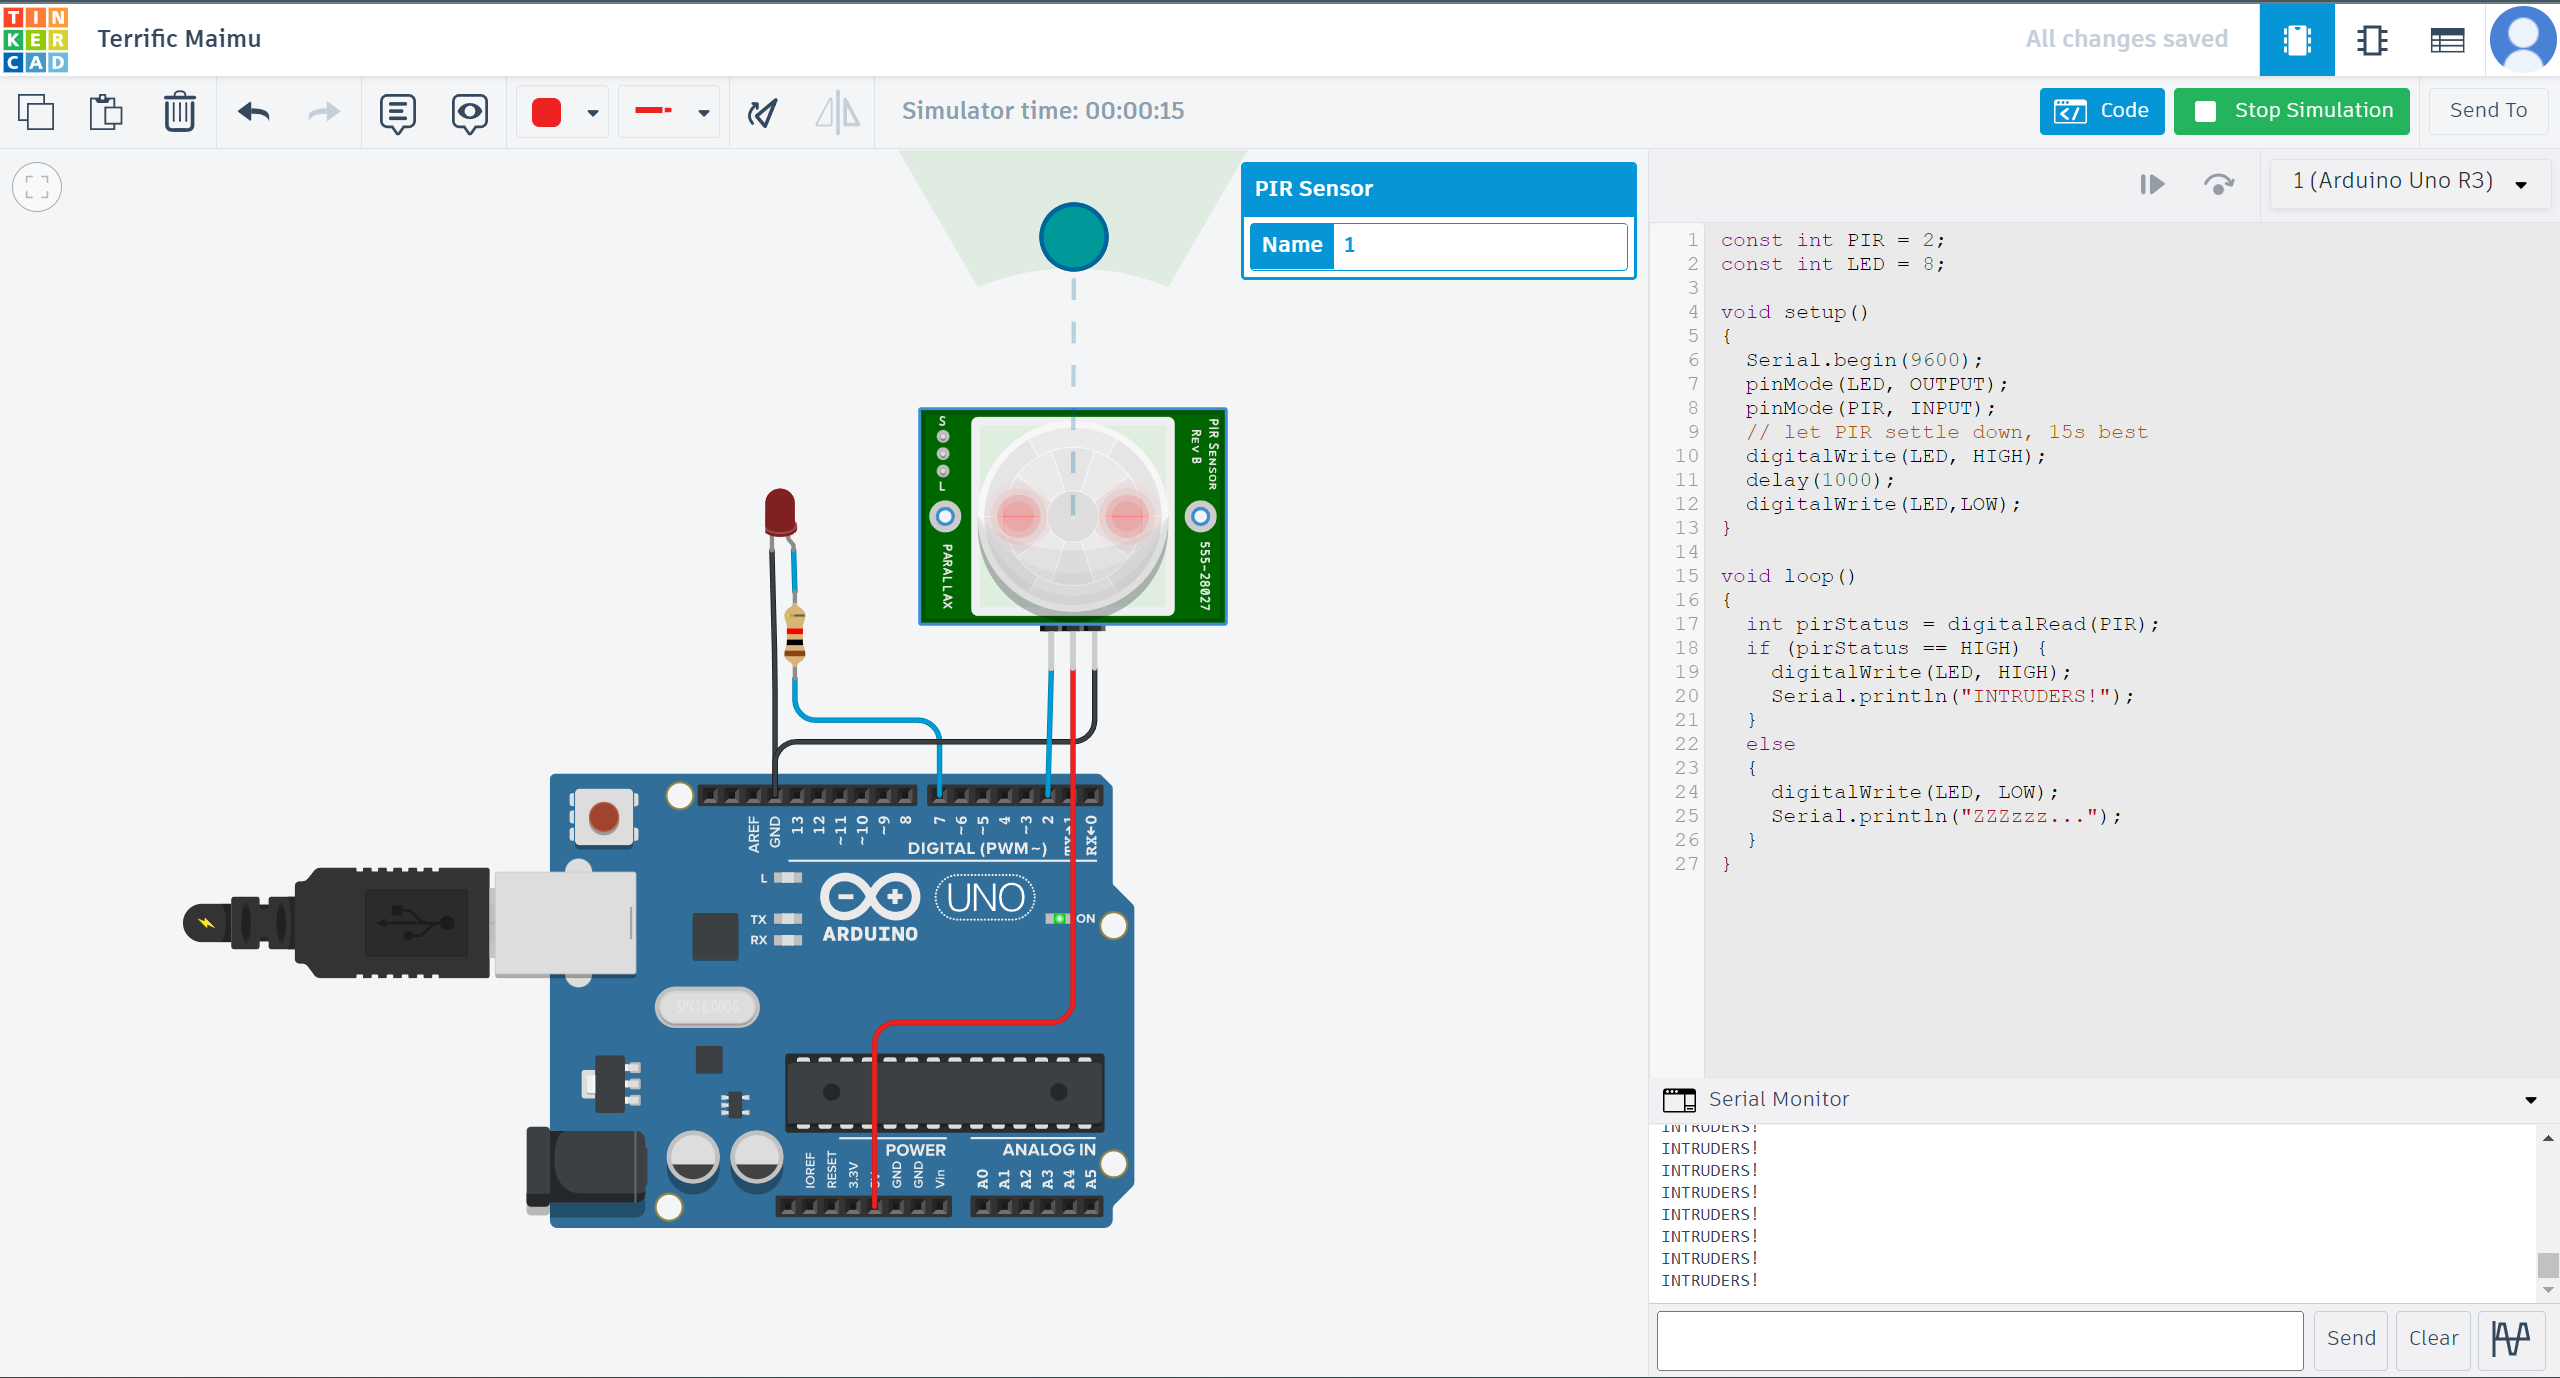 TINKERCAD
Terrific Maimu
All changes saved
Simulator time: 00:00:15
Code
Stop Simulation
Send To
PIR Sensor
Name 1
1 (Arduino Uno R3)
S
L
PARALLAX
PIR SENSOR
REV B
555-28027
AREF
GND
13
12
~11
~10
~9
8
7
~6
~5
4
~3
2
TX→1
RX←0
DIGITAL (PWM~)
L
TX
RX
ARDUINO
UNO
ON
SPK16.000G
POWER
ANALOG IN
IOREF
RESET
3.3V
GND
GND
Vin
A0
A1
A2
A3
A4
A5
1 const int PIR = 2;
2 const int LED = 8;
3
4 void setup()
5 {
6 Serial.begin(9600);
7 pinMode(LED, OUTPUT);
8 pinMode(PIR, INPUT);
9 // let PIR settle down, 15s best
10 digitalWrite(LED, HIGH);
11 delay(1000);
12 digitalWrite(LED,LOW);
13 }
14
15 void loop()
16 {
17 int pirStatus = digitalRead(PIR);
18 if (pirStatus == HIGH) {
19 digitalWrite(LED, HIGH);
20 Serial.println("INTRUDERS!");
21 }
22 else
23 {
24 digitalWrite(LED, LOW);
25 Serial.println("ZZZzzz...");
26 }
27 }
Serial Monitor
INTRUDERS!
INTRUDERS!
INTRUDERS!
INTRUDERS!
INTRUDERS!
INTRUDERS!
INTRUDERS!
INTRUDERS!
Send
Clear